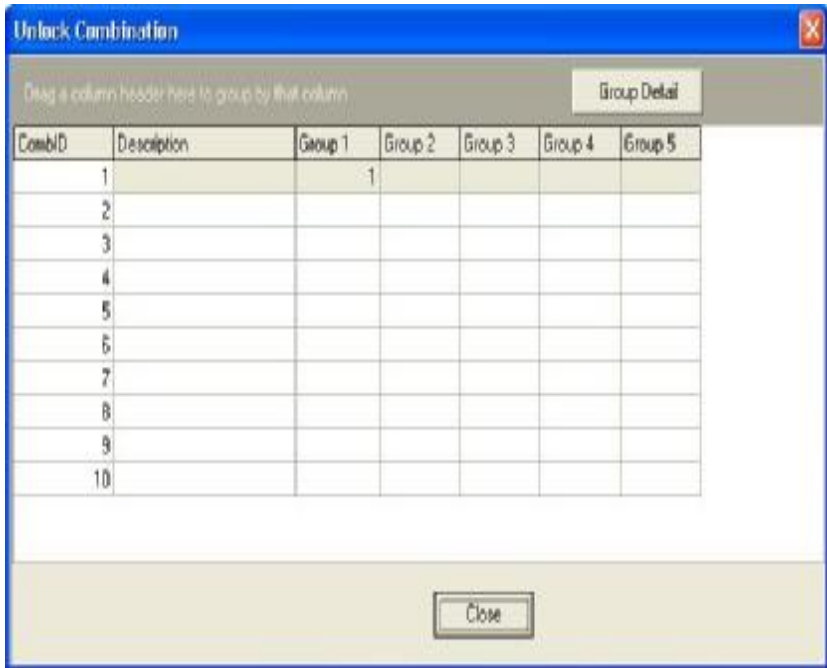 Unlock Combination
Drag a column header here to group by that column
Group Detail
CombID Description Group 1 Group 2 Group 3 Group 4 Group 5
1 1
2
3
4
5
6
7
8
9
10
Close